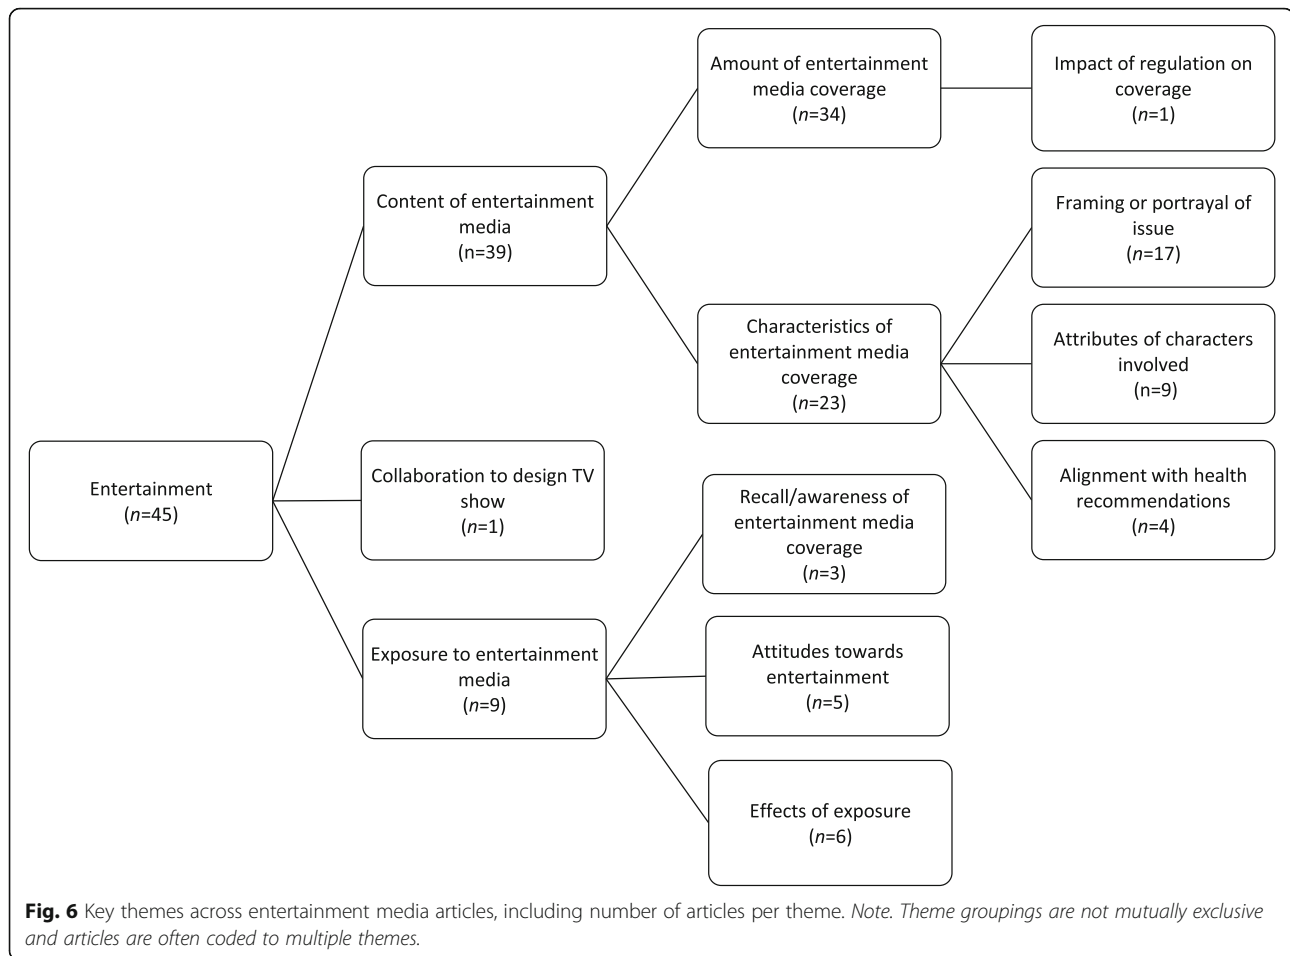 Amount of entertainment
media coverage
(n=34)
Impact of regulation on
coverage
(n=1)
Content of entertainment
media
(n=39)
Framing or portrayal of
issue
(n=17)
Characteristics of
entertainment media
coverage
(n=23)
Attributes of characters
involved
(n=9)
Alignment with health
recommendations
(n=4)
Entertainment
(n=45)
Collaboration to design TV
show
(n=1)
Exposure to entertainment
media
(n=9)
Recall/awareness of
entertainment media
coverage
(n=3)
Attitudes towards
entertainment
(n=5)
Effects of exposure
(n=6)
Fig. 6 Key themes across entertainment media articles, including number of articles per theme. Note. Theme groupings are not mutually exclusive
and articles are often coded to multiple themes.